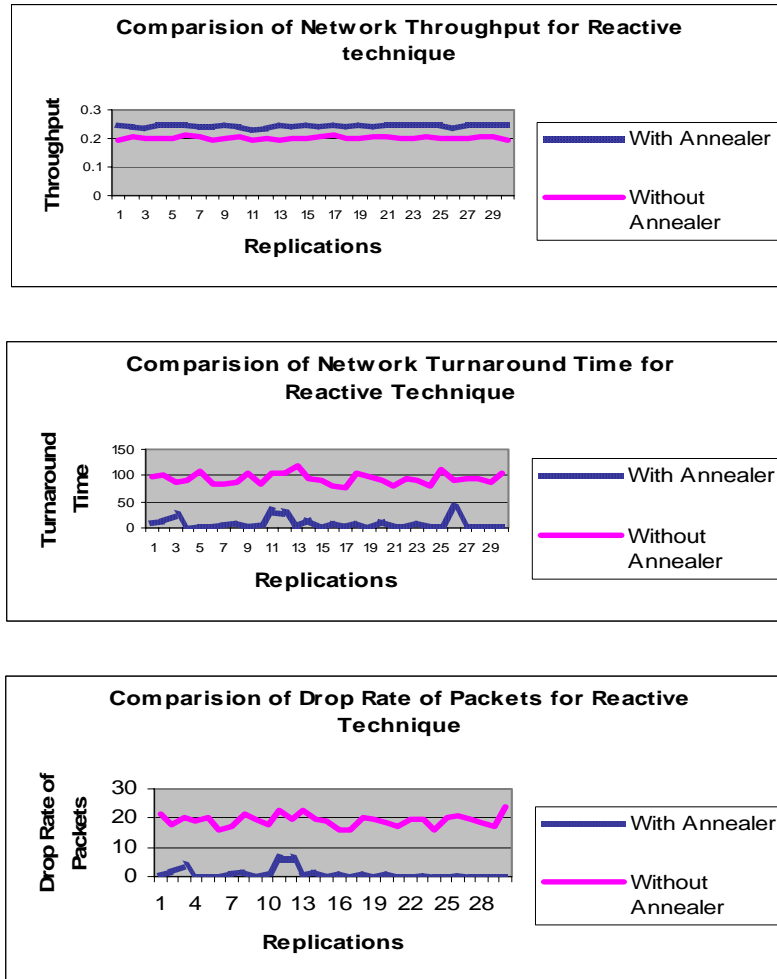 Comparision of Network Throughput for Reactive
technique
Throughput
0.3
0.2
0.1
0
1 3 5 7 9 11 13 15 17 19 21 23 25 27 29
Replications
With Annealer
Without
Annealer
Comparision of Network Turnaround Time for
Reactive Technique
Turnaround
Time
150
100
50
0
1 3 5 7 9 11 13 15 17 19 21 23 25 27 29
Replications
With Annealer
Without
Annealer
Comparision of Drop Rate of Packets for Reactive
Technique
Drop Rate of
Packets
30
20
10
0
1 4 7 10 13 16 19 22 25 28
Replications
With Annealer
Without
Annealer